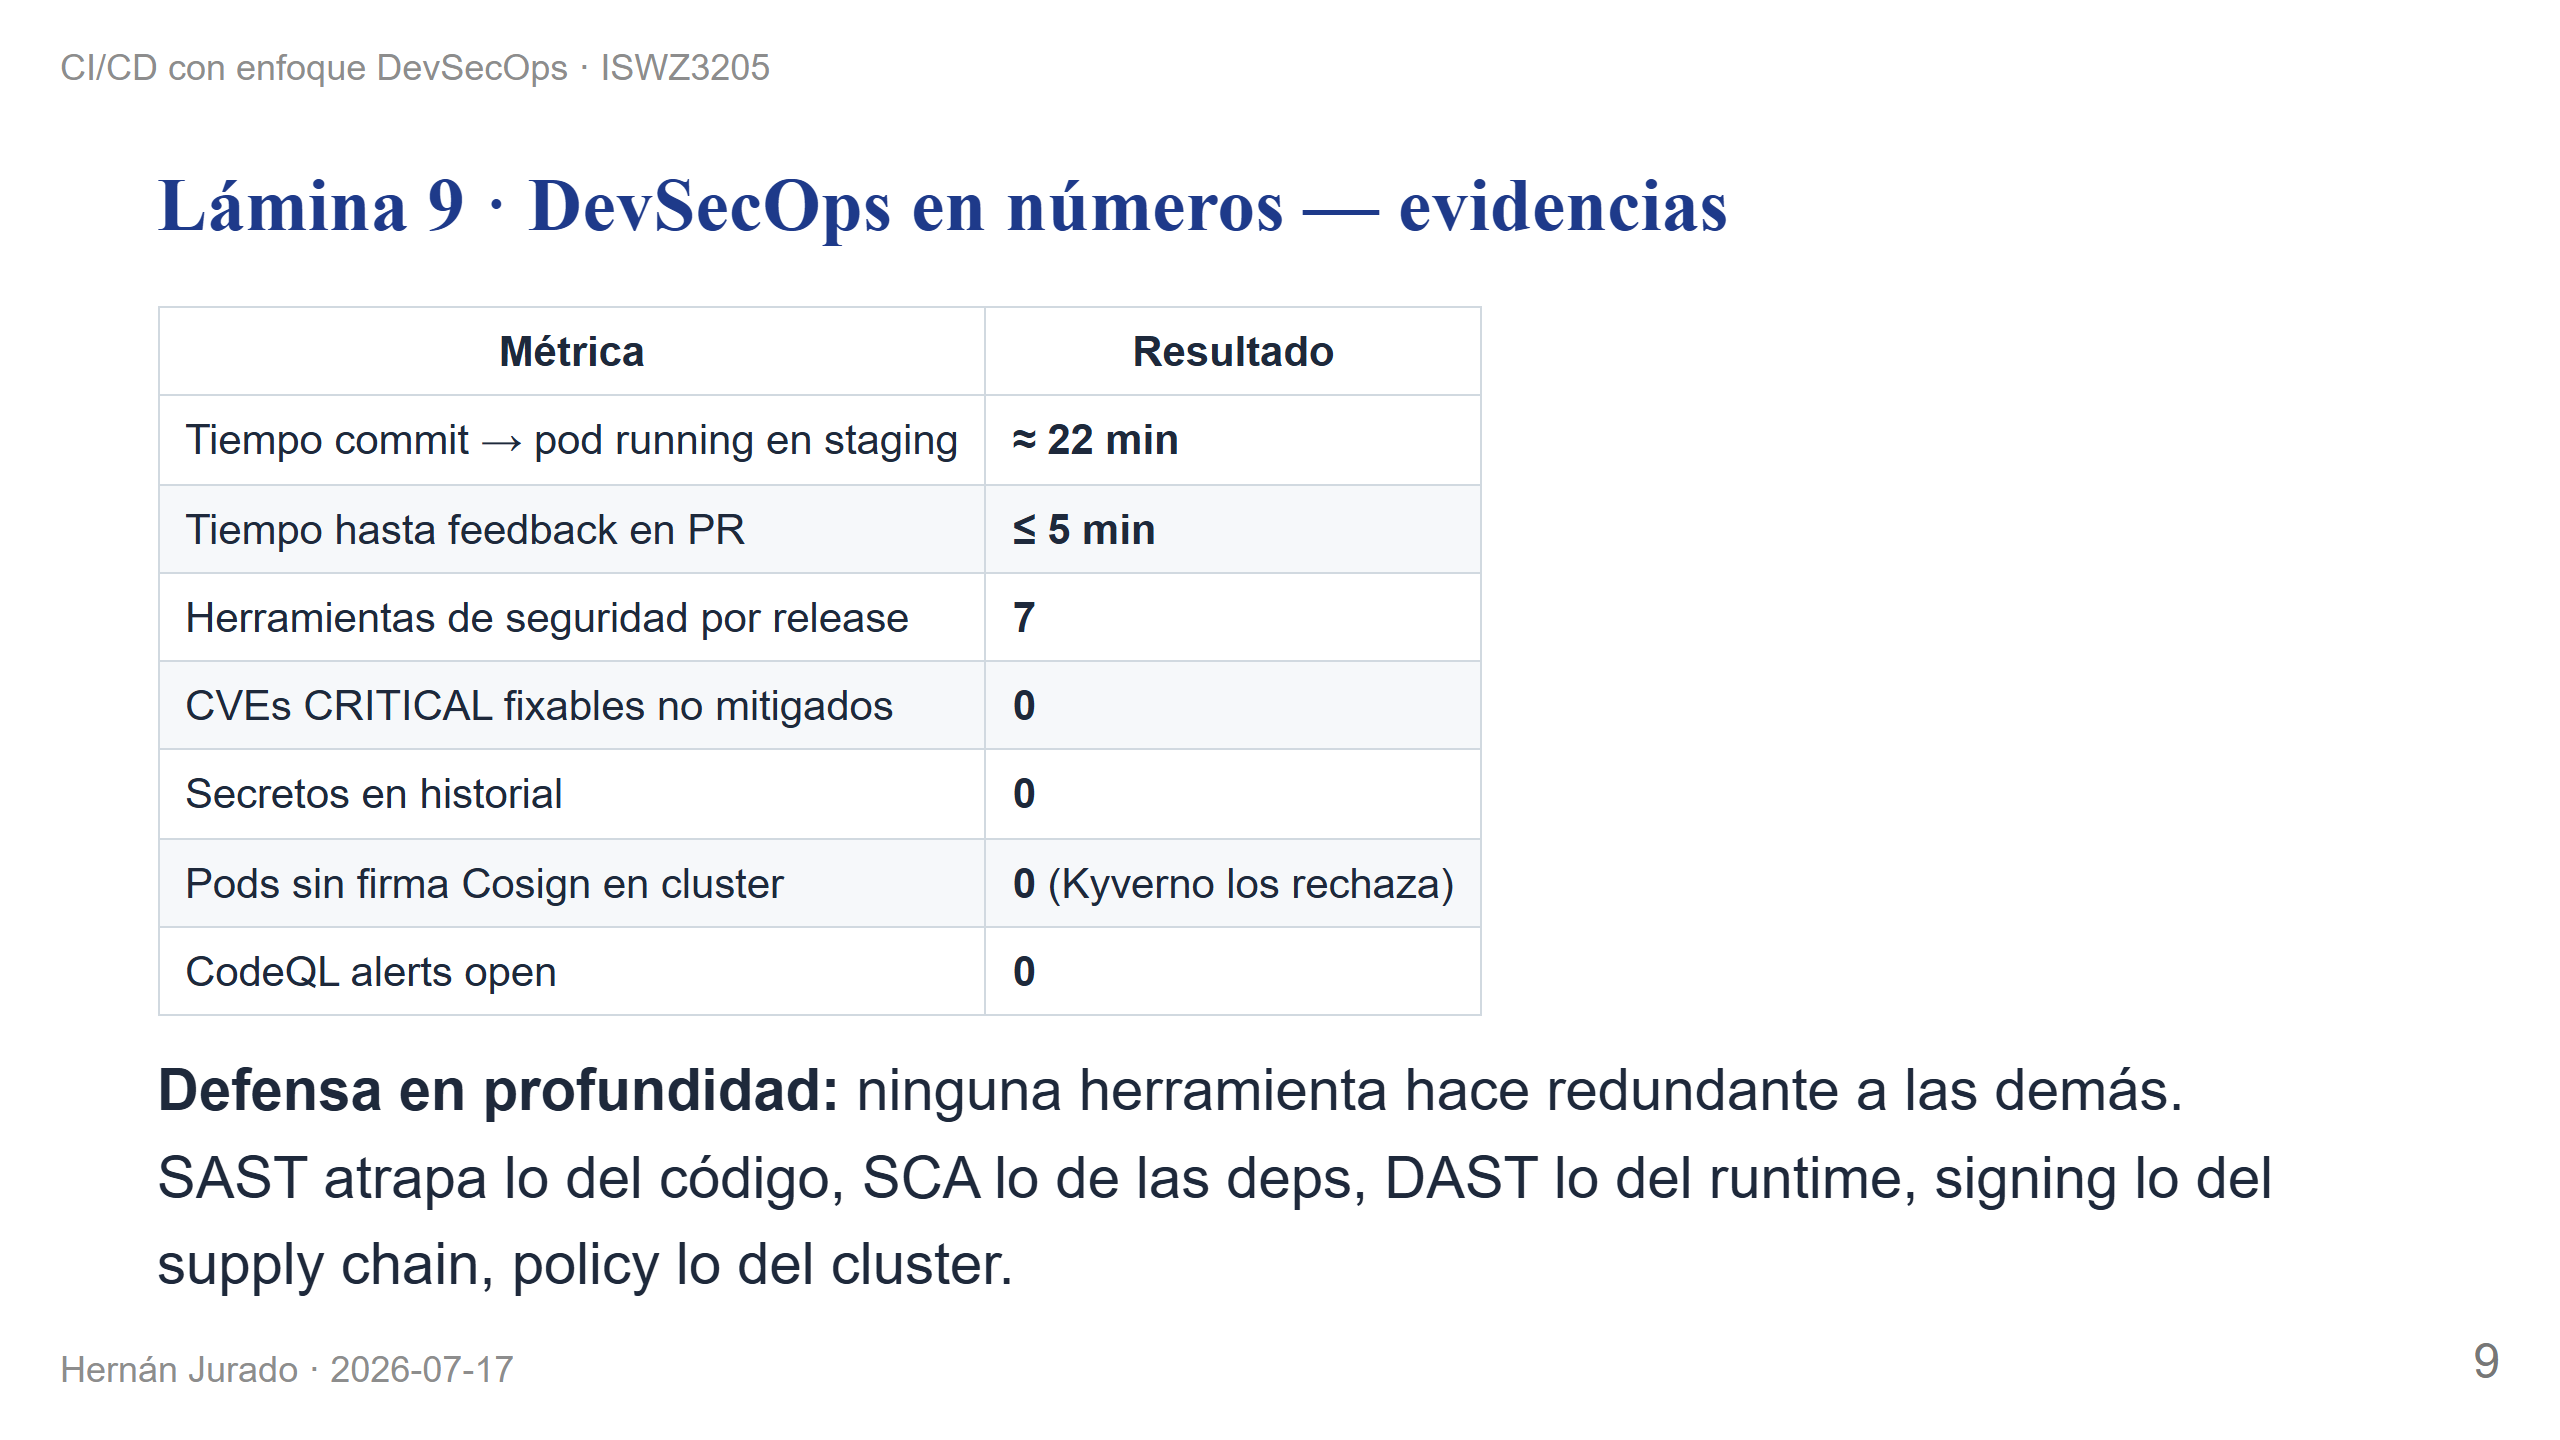 CI/CD con enfoque DevSecOps · ISWZ3205
Lámina 9 · DevSecOps en números — evidencias
Métrica Resultado
Tiempo commit → pod running en staging ≈ 22 min
Tiempo hasta feedback en PR ≤ 5 min
Herramientas de seguridad por release 7
CVEs CRITICAL fixables no mitigados 0
Secretos en historial 0
Pods sin firma Cosign en cluster 0 (Kyverno los rechaza)
CodeQL alerts open 0
Defensa en profundidad: ninguna herramienta hace redundante a las demás.
SAST atrapa lo del código, SCA lo de las deps, DAST lo del runtime, signing lo del
supply chain, policy lo del cluster.
Hernán Jurado · 2026-07-17
9